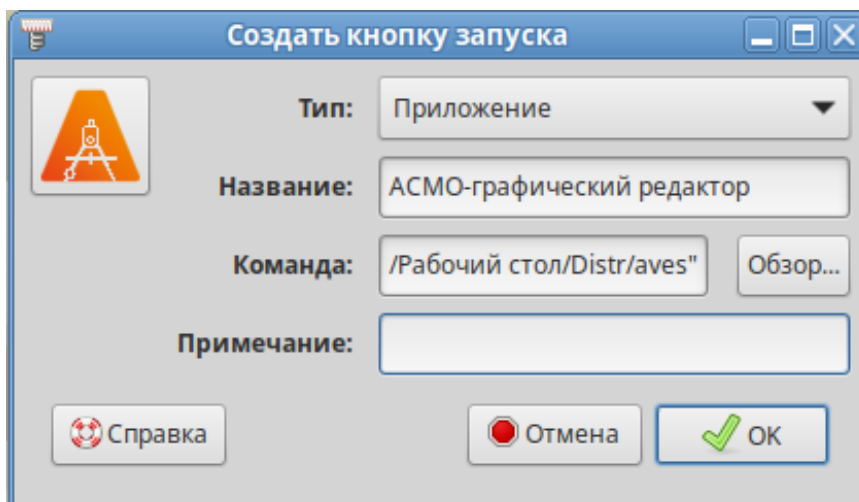 Создать кнопку запуска
Тип: Приложение
Название: АСМО-графический редактор
Команда: /Рабочий стол/Distr/aves" Обзор...
Примечание:
Справка Отмена OK